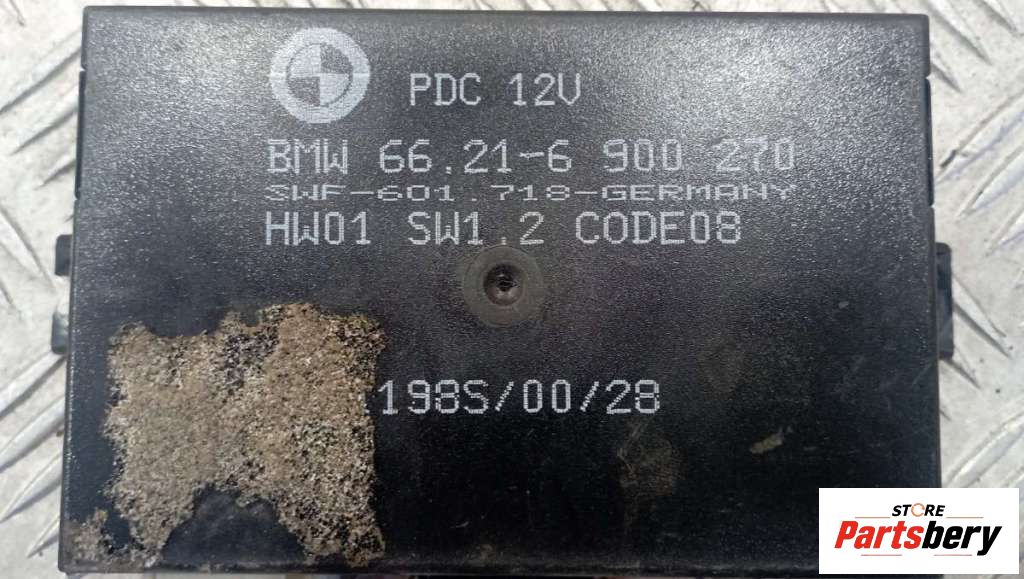 PDC 12V
BMW 66.21-6 900 270
SWF-601.718-GERMANY
HW01 SW1.2 CODE08
198S/00/28
STORE
Partsbery